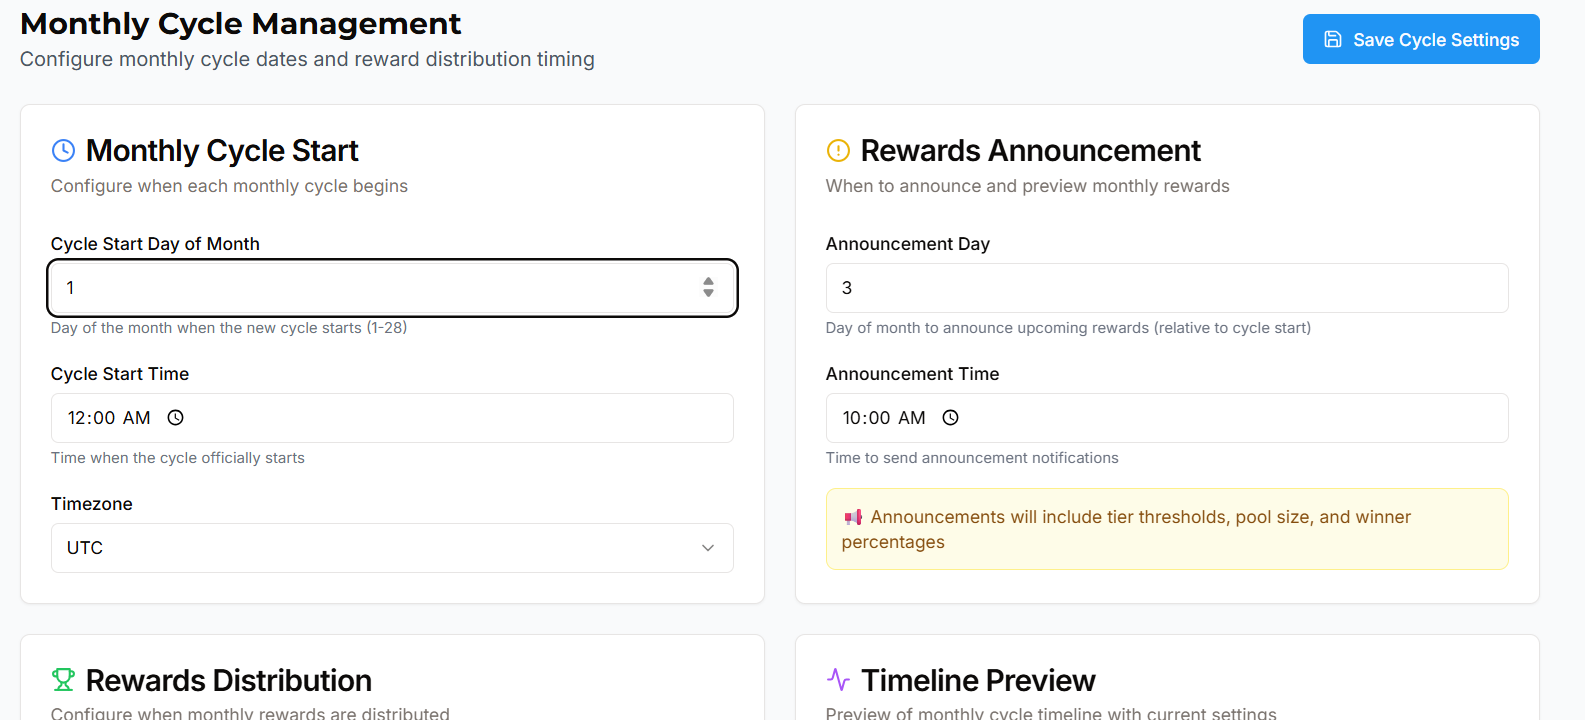 Monthly Cycle Management
Configure monthly cycle dates and reward distribution timing
Save Cycle Settings
Monthly Cycle Start
Configure when each monthly cycle begins
Cycle Start Day of Month
1
Day of the month when the new cycle starts (1-28)
Cycle Start Time
12:00 AM
Time when the cycle officially starts
Timezone
UTC
Rewards Announcement
When to announce and preview monthly rewards
Announcement Day
3
Day of month to announce upcoming rewards (relative to cycle start)
Announcement Time
10:00 AM
Time to send announcement notifications
Announcements will include tier thresholds, pool size, and winner
percentages
Rewards Distribution
Configure when monthly rewards are distributed
Timeline Preview
Preview of monthly cycle timeline with current settings